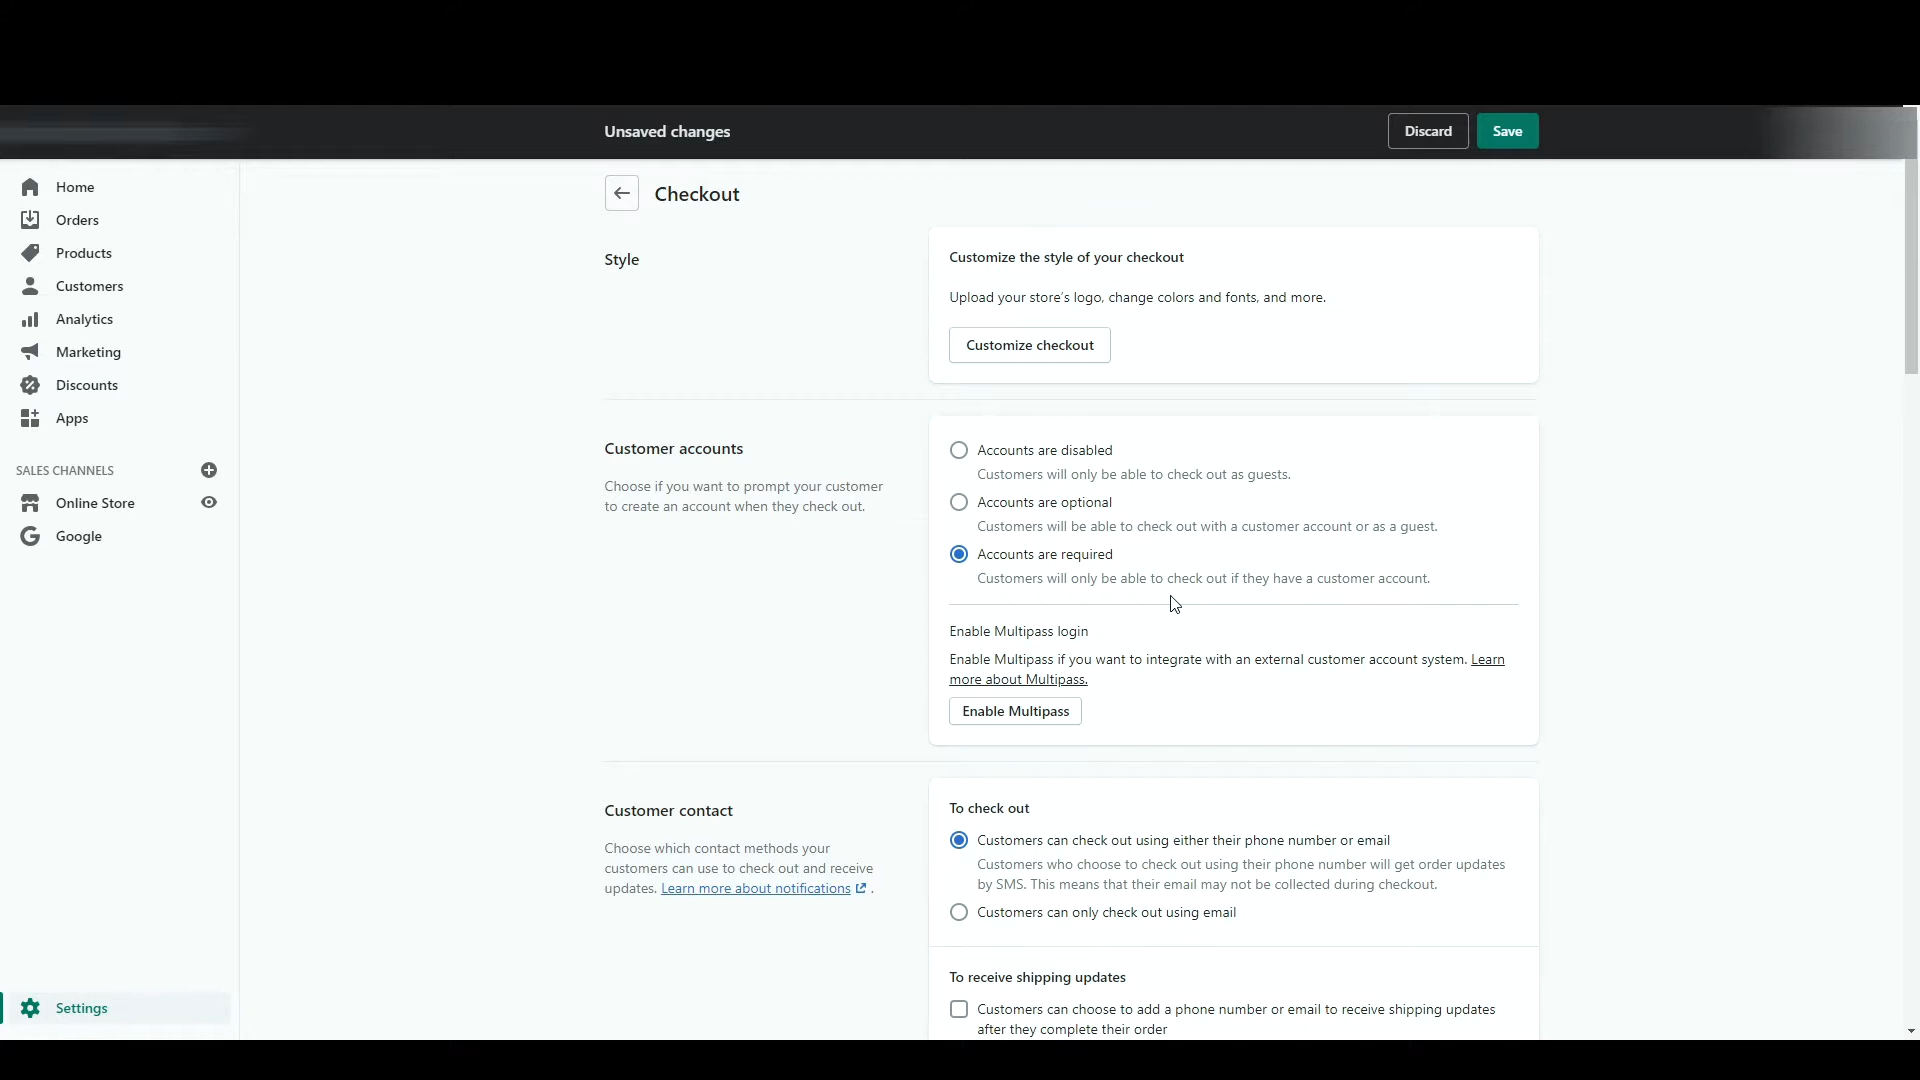 Unsaved changes
Discard
Save
Home
Orders
Products
Customers
Analytics
Marketing
Discounts
Apps
SALES CHANNELS
Online Store
Google
Settings
Checkout
Style
Customize the style of your checkout
Upload your store's logo, change colors and fonts, and more.
Customize checkout
Customer accounts
Choose if you want to prompt your customer
to create an account when they check out.
Accounts are disabled
Customers will only be able to check out as guests.
Accounts are optional
Customers will be able to check out with a customer account or as a guest.
Accounts are required
Customers will only be able to check out if they have a customer account.
Enable Multipass login
Enable Multipass if you want to integrate with an external customer account system. Learn
more about Multipass.
Enable Multipass
Customer contact
Choose which contact methods your
customers can use to check out and receive
updates. Learn more about notifications .
To check out
Customers can check out using either their phone number or email
Customers who choose to check out using their phone number will get order updates
by SMS. This means that their email may not be collected during checkout.
Customers can only check out using email
To receive shipping updates
Customers can choose to add a phone number or email to receive shipping updates
after they complete their order